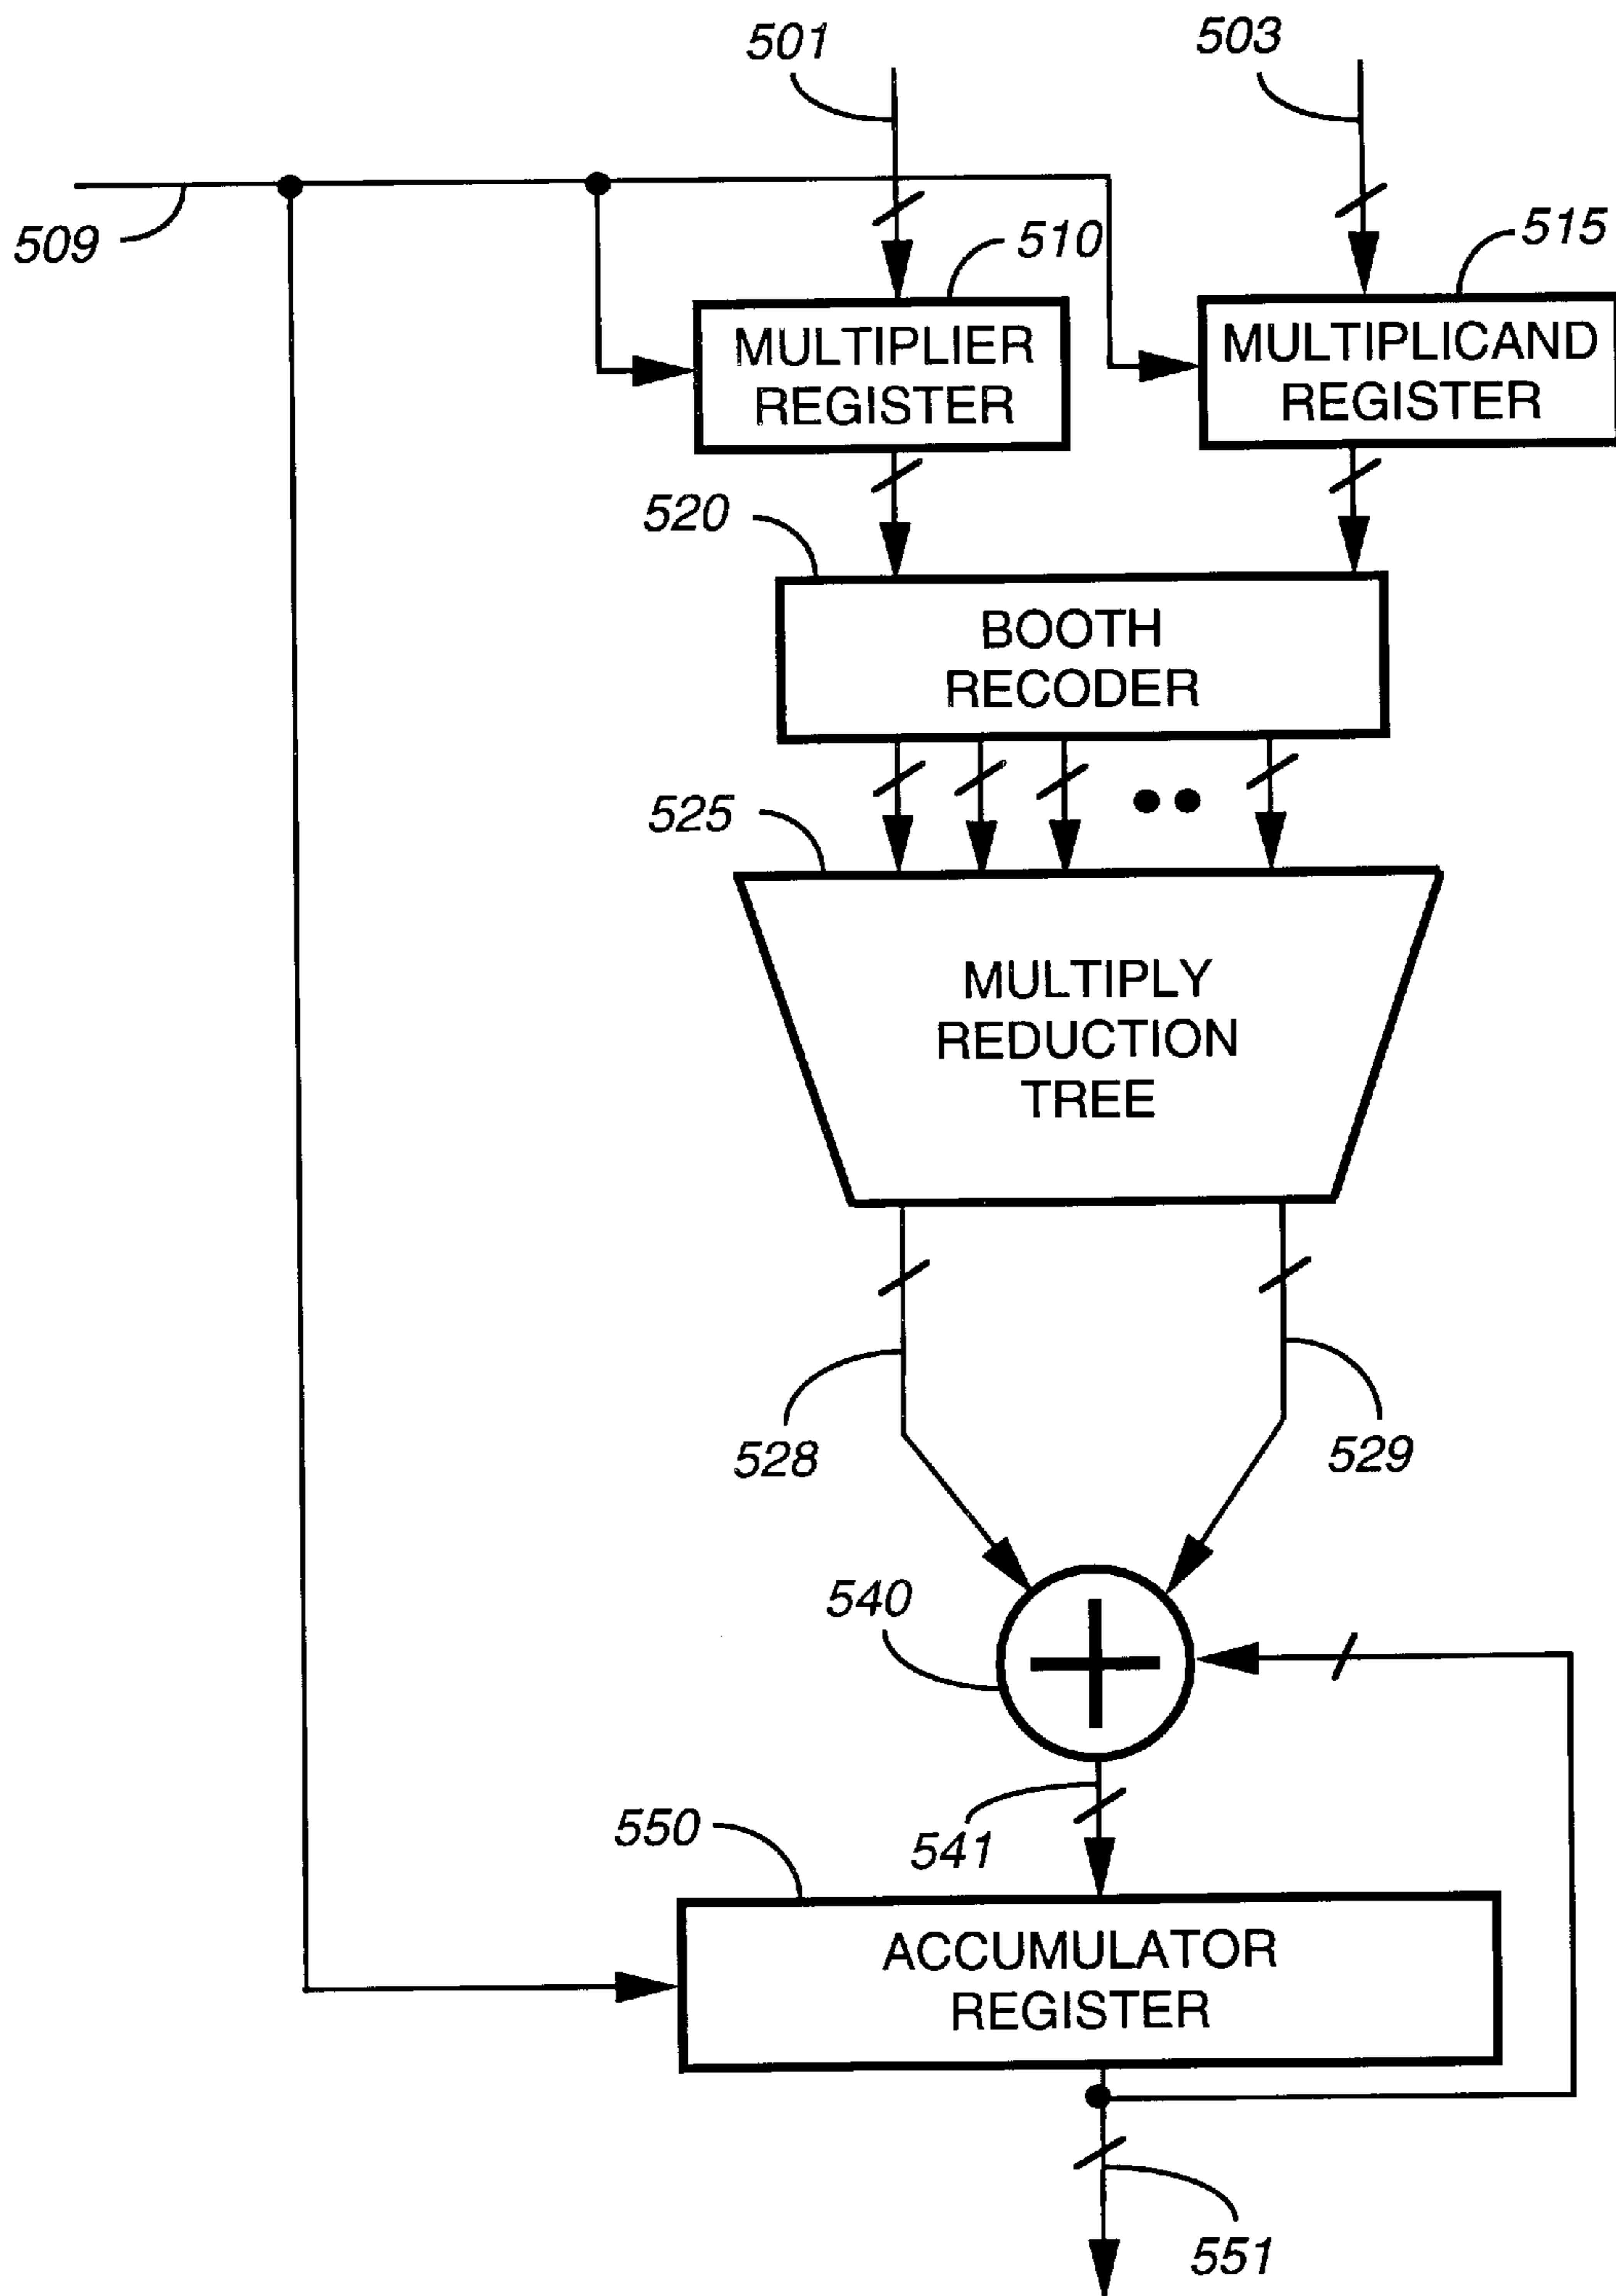 501
503
509
510
515
MULTIPLIER
REGISTER
MULTIPLICAND
REGISTER
520
BOOTH
RECODER
525
MULTIPLY
REDUCTION
TREE
528
529
540
541
550
ACCUMULATOR
REGISTER
551